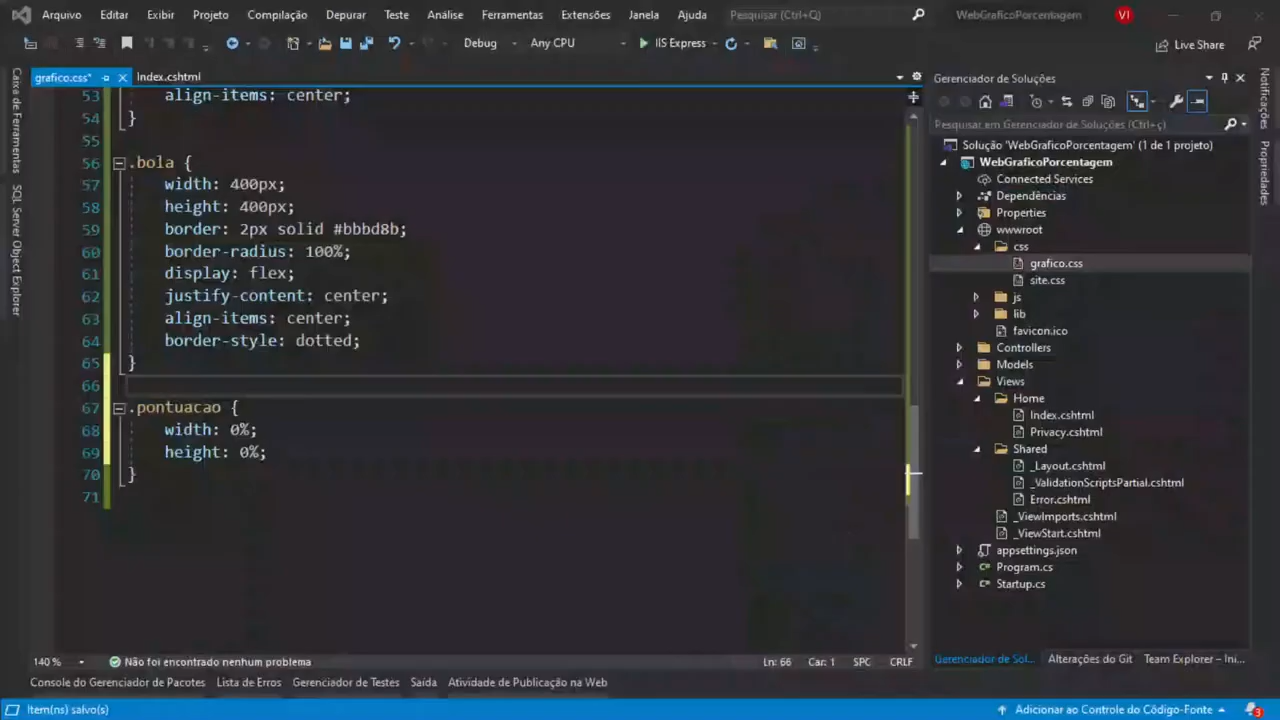 Arquivo Editar Exibir Projeto Compilação Depurar Teste Análise Ferramentas Extensões Janela Ajuda Pesquisar (Ctrl+Q) WebGraficoPorcentagem VI
Debug Any CPU IIS Express Live Share
grafico.css* Index.cshtml
53 align-items: center;
54 }
55
56 .bola {
57 width: 400px;
58 height: 400px;
59 border: 2px solid #bbbd8b;
60 border-radius: 100%;
61 display: flex;
62 justify-content: center;
63 align-items: center;
64 border-style: dotted;
65 }
66
67 .pontuacao {
68 width: 0%;
69 height: 0%;
70 }
71
140 % Não foi encontrado nenhum problema Ln: 66 Car: 1 SPC CRLF
Caixa de Ferramentas
SQL Server Object Explorer
Gerenciador de Soluções
Pesquisar em Gerenciador de Soluções (Ctrl+ç)
Solução 'WebGraficoPorcentagem' (1 de 1 projeto)
WebGraficoPorcentagem
Connected Services
Dependências
Properties
wwwroot
css
grafico.css
site.css
js
lib
favicon.ico
Controllers
Models
Views
Home
Index.cshtml
Privacy.cshtml
Shared
_Layout.cshtml
_ValidationScriptsPartial.cshtml
Error.cshtml
_ViewImports.cshtml
_ViewStart.cshtml
appsettings.json
Program.cs
Startup.cs
Gerenciador de Sol... Alterações do Git Team Explorer – Ini...
Notificações
Propriedades
Console do Gerenciador de Pacotes Lista de Erros Gerenciador de Testes Saída Atividade de Publicação na Web
Item(ns) salvo(s) Adicionar ao Controle do Código-Fonte 3